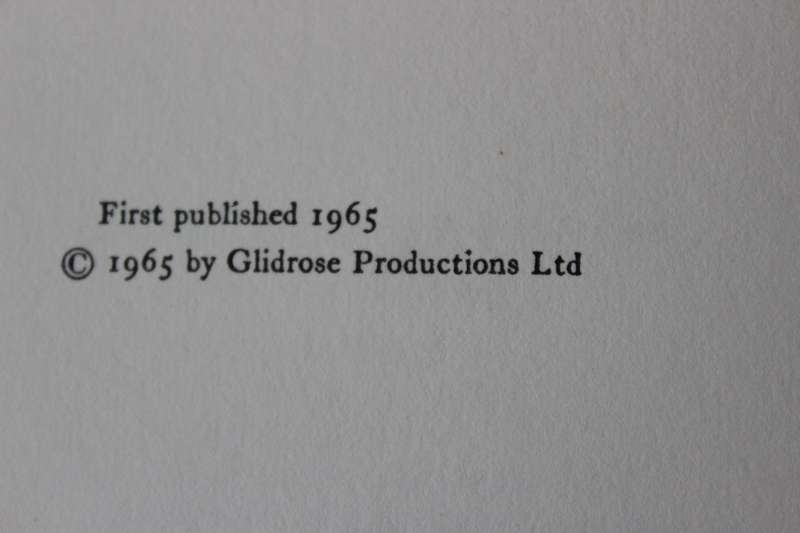 First published 1965
© 1965 by Glidrose Productions Ltd